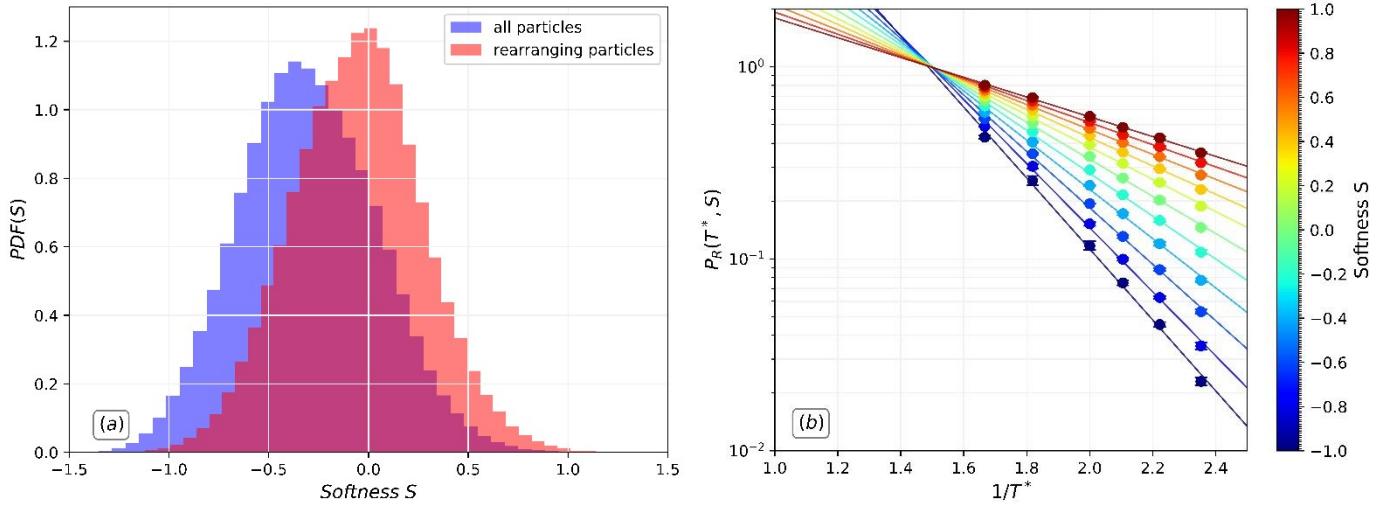 1.2
1.0
0.8
0.6
0.4
0.2
0.0
PDF(S)
all particles
rearranging particles
(a)
−1.5 −1.0 −0.5 0.0 0.5 1.0 1.5
Softness S
10⁰
10⁻¹
10⁻²
P_R(T*, S)
(b)
1.0 1.2 1.4 1.6 1.8 2.0 2.2 2.4
1/T*
1.0
0.8
0.6
0.4
0.2
0.0
−0.2
−0.4
−0.6
−0.8
−1.0
Softness S